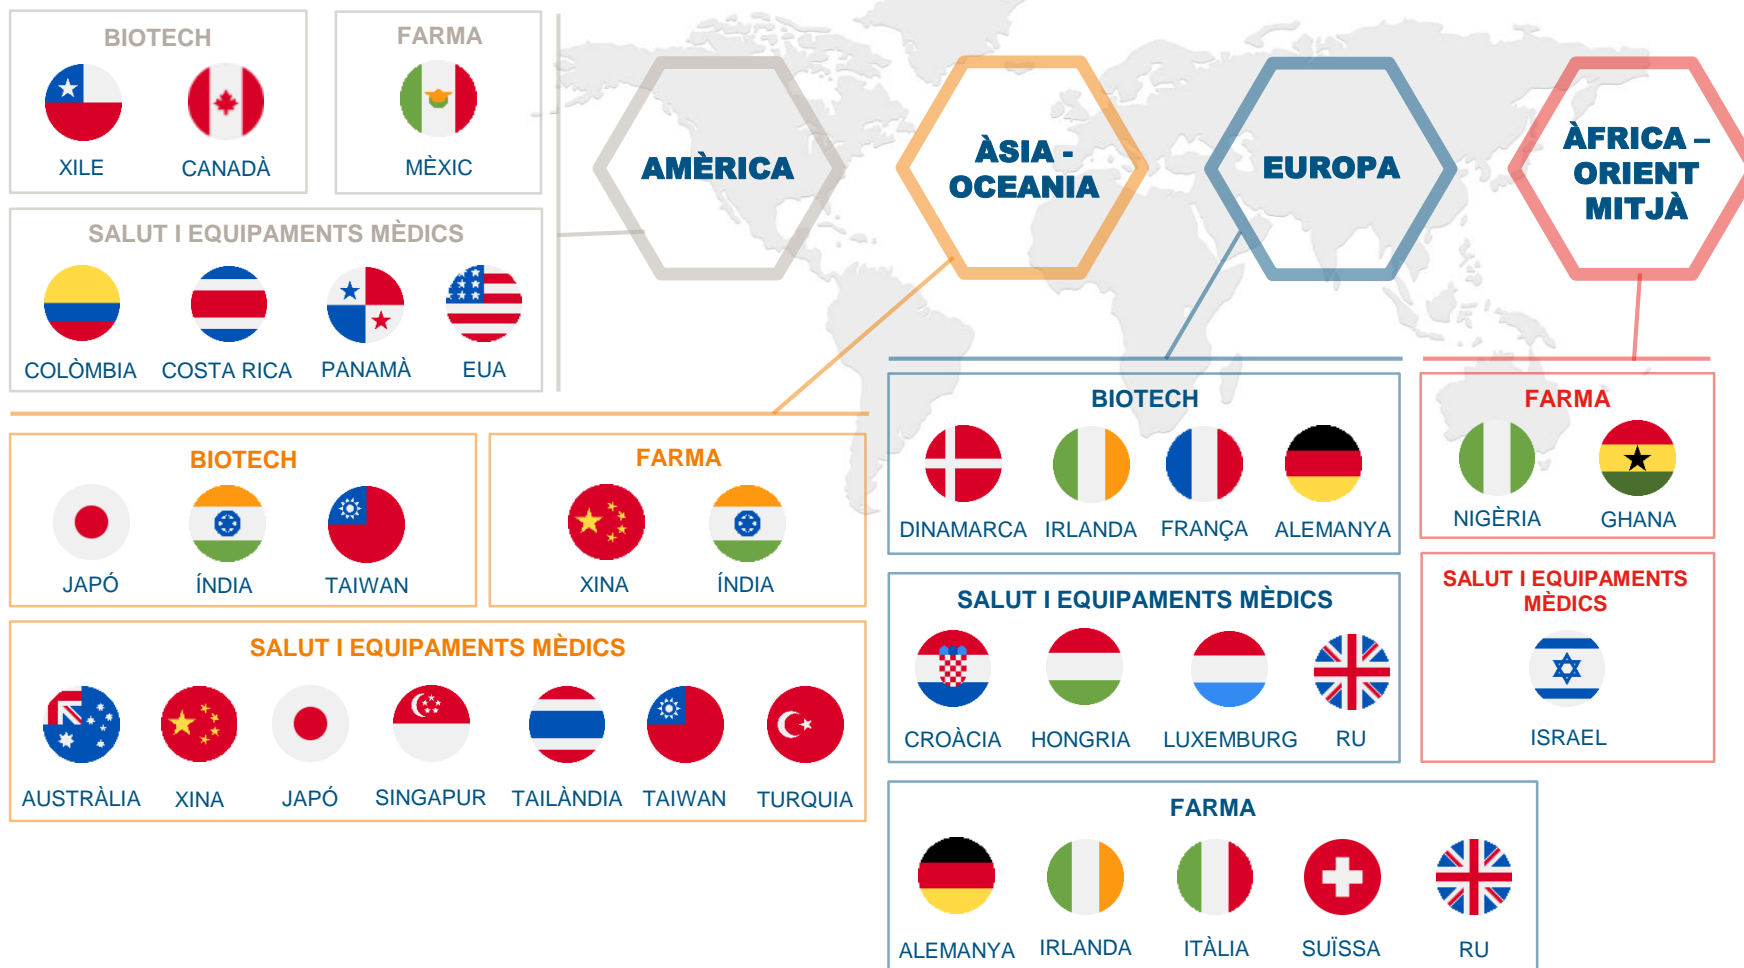 BIOTECH
XILE
CANADÀ
FARMA
MÈXIC
SALUT I EQUIPAMENTS MÈDICS
COLÒMBIA
COSTA RICA
PANAMÀ
EUA
AMÈRICA
ÀSIA -
OCEANIA
EUROPA
ÀFRICA –
ORIENT
MITJÀ
BIOTECH
JAPÓ
ÍNDIA
TAIWAN
FARMA
XINA
ÍNDIA
SALUT I EQUIPAMENTS MÈDICS
AUSTRÀLIA
XINA
JAPÓ
SINGAPUR
TAILÀNDIA
TAIWAN
TURQUIA
BIOTECH
DINAMARCA
IRLANDA
FRANÇA
ALEMANYA
SALUT I EQUIPAMENTS MÈDICS
CROÀCIA
HONGRIA
LUXEMBURG
RU
FARMA
ALEMANYA
IRLANDA
ITÀLIA
SUÏSSA
RU
FARMA
NIGÈRIA
GHANA
SALUT I EQUIPAMENTS
MÈDICS
ISRAEL